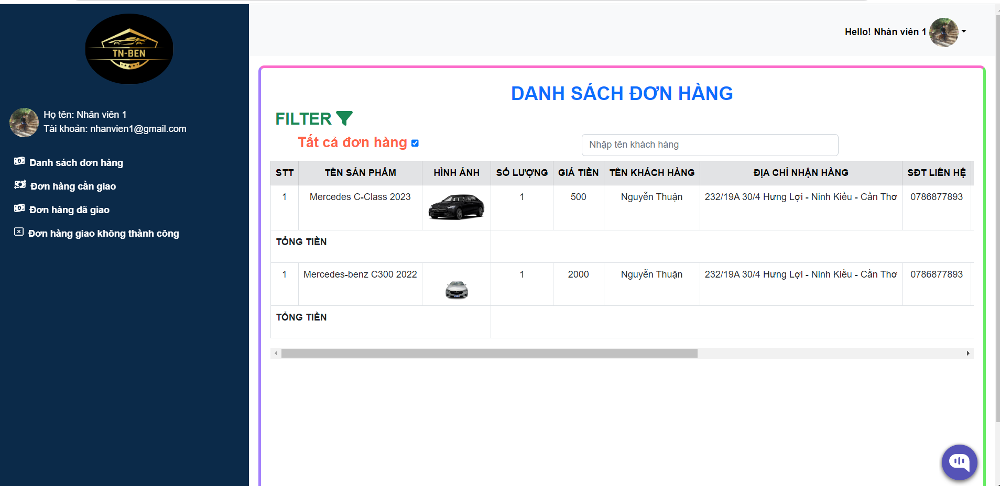 TN-BEN
Họ tên: Nhân viên 1
Tài khoản: nhanvien1@gmail.com
Danh sách đơn hàng
Đơn hàng cần giao
Đơn hàng đã giao
Đơn hàng giao không thành công
Hello! Nhân viên 1
DANH SÁCH ĐƠN HÀNG
FILTER
Tất cả đơn hàng
Nhập tên khách hàng
STT TÊN SẢN PHẨM HÌNH ẢNH SỐ LƯỢNG GIÁ TIỀN TÊN KHÁCH HÀNG ĐỊA CHỈ NHẬN HÀNG SĐT LIÊN HỆ
1 Mercedes C-Class 2023 1 500 Nguyễn Thuận 232/19A 30/4 Hưng Lợi - Ninh Kiều - Cần Thơ 0786877893
TỔNG TIỀN
1 Mercedes-benz C300 2022 1 2000 Nguyễn Thuận 232/19A 30/4 Hưng Lợi - Ninh Kiều - Cần Thơ 0786877893
TỔNG TIỀN